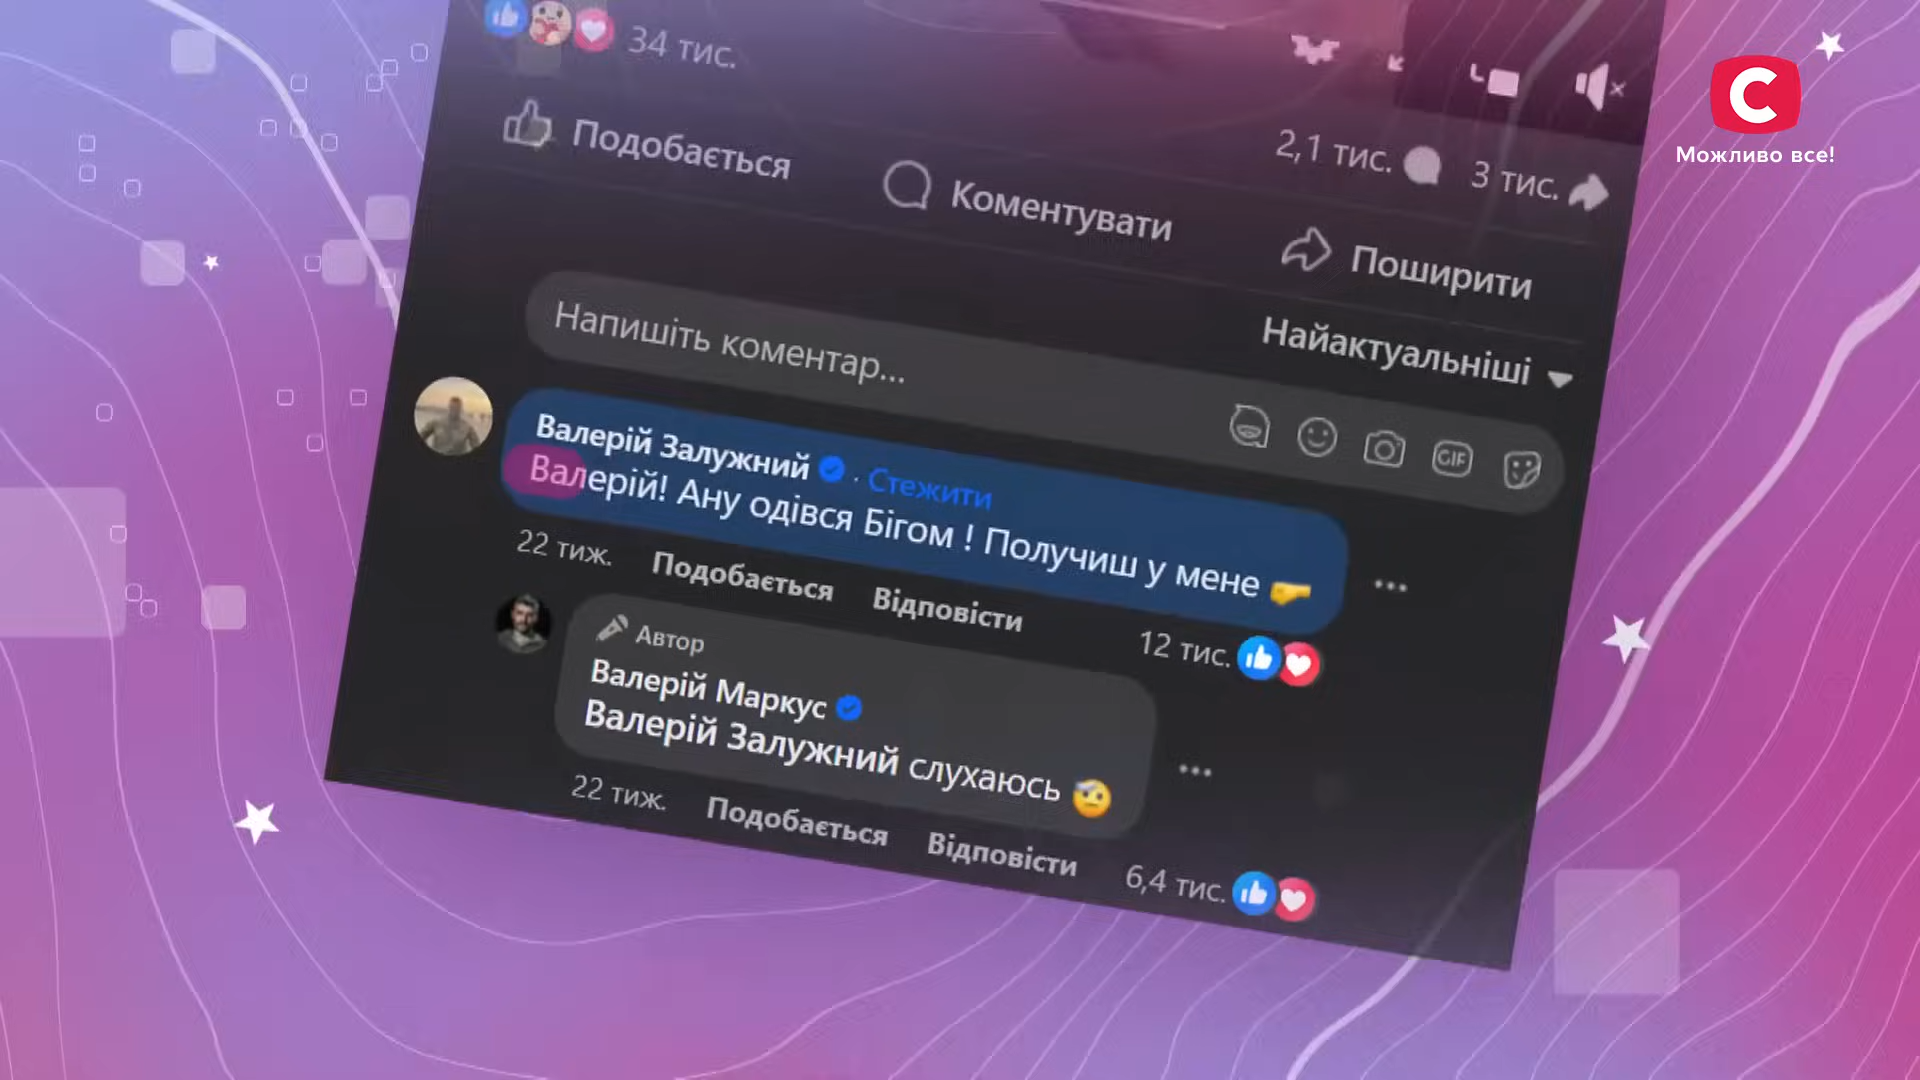 34 тис.
2,1 тис. 3 тис.
Подобається Коментувати Поширити
Найактуальніші
Напишіть коментар...
GIF
Валерій Залужний · Стежити
Валерій! Ану одівся Бігом ! Получиш у мене
22 тиж. Подобається Відповісти 12 тис.
Автор
Валерій Маркус
Валерій Залужний слухаюсь
22 тиж. Подобається Відповісти 6,4 тис.
С
Можливо все!